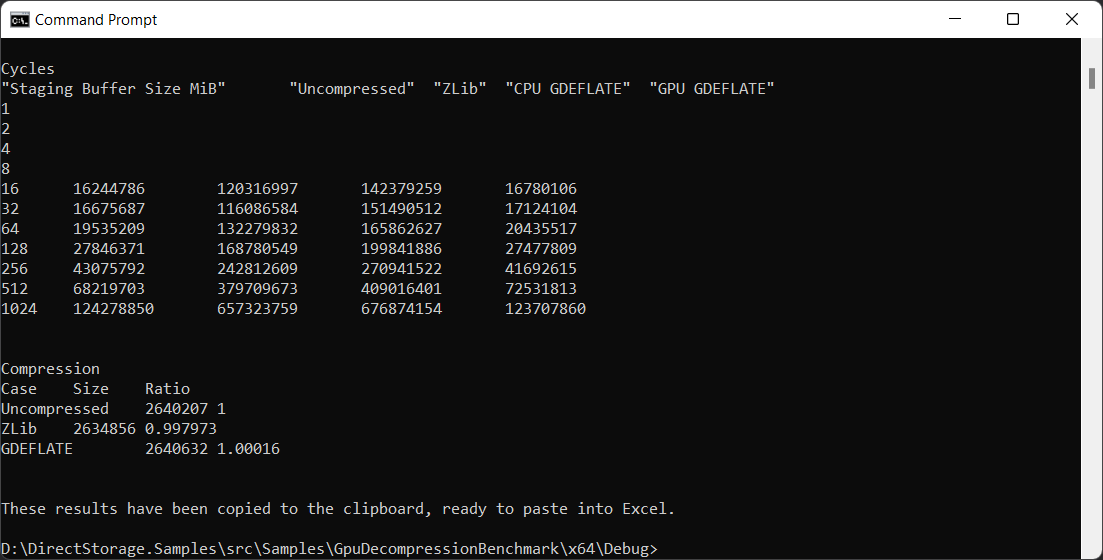 Command Prompt
Cycles
"Staging Buffer Size MiB" "Uncompressed" "ZLib" "CPU GDEFLATE" "GPU GDEFLATE"
1
2
4
8
16 16244786 120316997 142379259 16780106
32 16675687 116086584 151490512 17124104
64 19535209 132279832 165862627 20435517
128 27846371 168780549 199841886 27477809
256 43075792 242812609 270941522 41692615
512 68219703 379709673 409016401 72531813
1024 124278850 657323759 676874154 123707860
Compression
Case Size Ratio
Uncompressed 2640207 1
ZLib 2634856 0.997973
GDEFLATE 2640632 1.00016
These results have been copied to the clipboard, ready to paste into Excel.
D:\DirectStorage.Samples\src\Samples\GpuDecompressionBenchmark\x64\Debug>